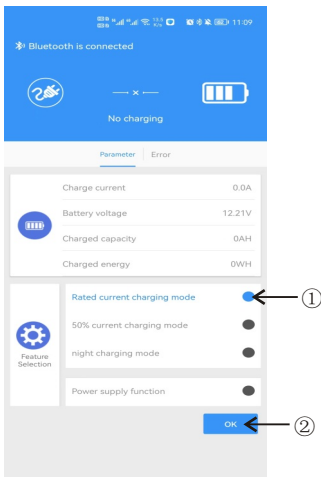 11:09
Bluetooth is connected
No charging
Parameter Error
Charge current 0.0A
Battery voltage 12.21V
Charged capacity 0AH
Charged energy 0WH
Rated current charging mode ①
50% current charging mode
night charging mode
Feature
Selection
Power supply function
OK ②